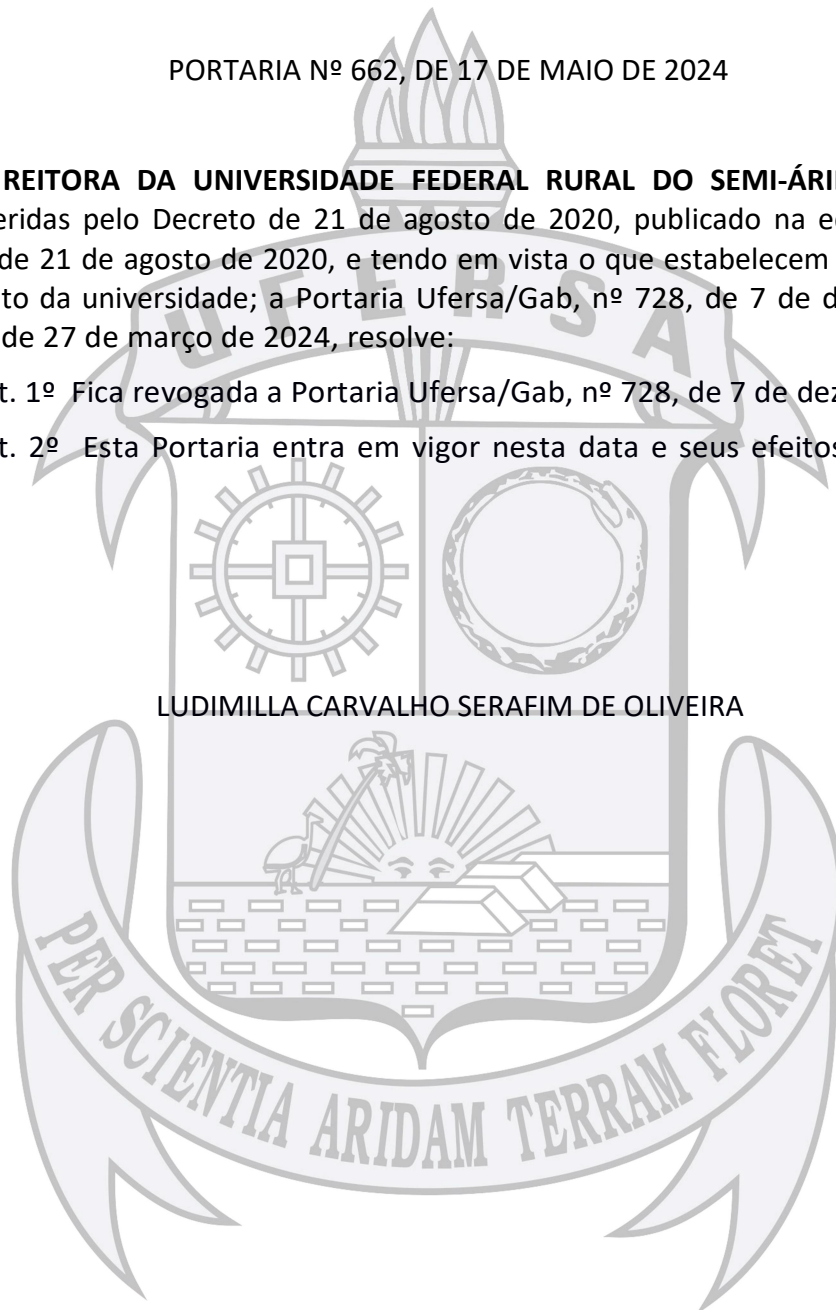 PORTARIA Nº 662, DE 17 DE MAIO DE 2024
REITORA DA UNIVERSIDADE FEDERAL RURAL DO SEMI-ÁRI
eridas pelo Decreto de 21 de agosto de 2020, publicado na e
de 21 de agosto de 2020, e tendo em vista o que estabelecem
to da universidade; a Portaria Ufersa/Gab, nº 728, de 7 de d
de 27 de março de 2024, resolve:
UFERSA
t. 1º Fica revogada a Portaria Ufersa/Gab, nº 728, de 7 de dez
t. 2º Esta Portaria entra em vigor nesta data e seus efeitos
LUDIMILLA CARVALHO SERAFIM DE OLIVEIRA
PER SCIENTIA ARIDAM TERRAM FLORET